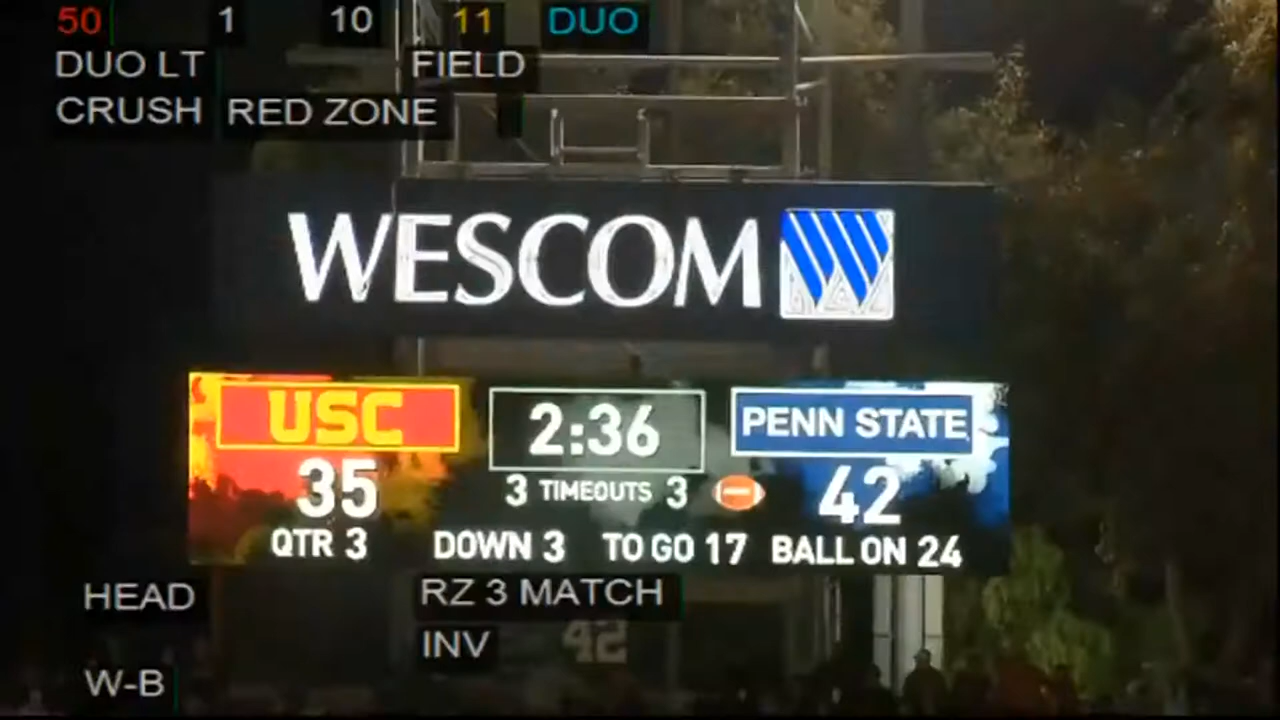 50 1 10 11 DUO
DUO LT FIELD
CRUSH RED ZONE
WESCOM
USC 2:36 PENN STATE
35 3 TIMEOUTS 3 42
QTR 3 DOWN 3 TO GO 17 BALL ON 24
HEAD RZ 3 MATCH
INV 42
W-B